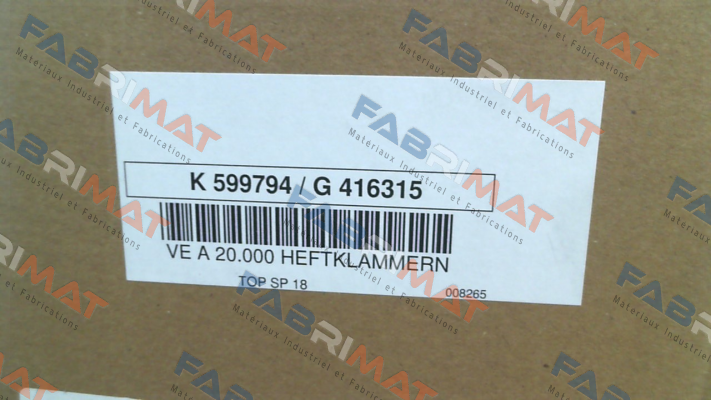 K 599794 / G 416315
VE A 20.000 HEFTKLAMMERN
TOP SP 18
008265
FABRIMAT
Matériaux Industriel et Fabrications